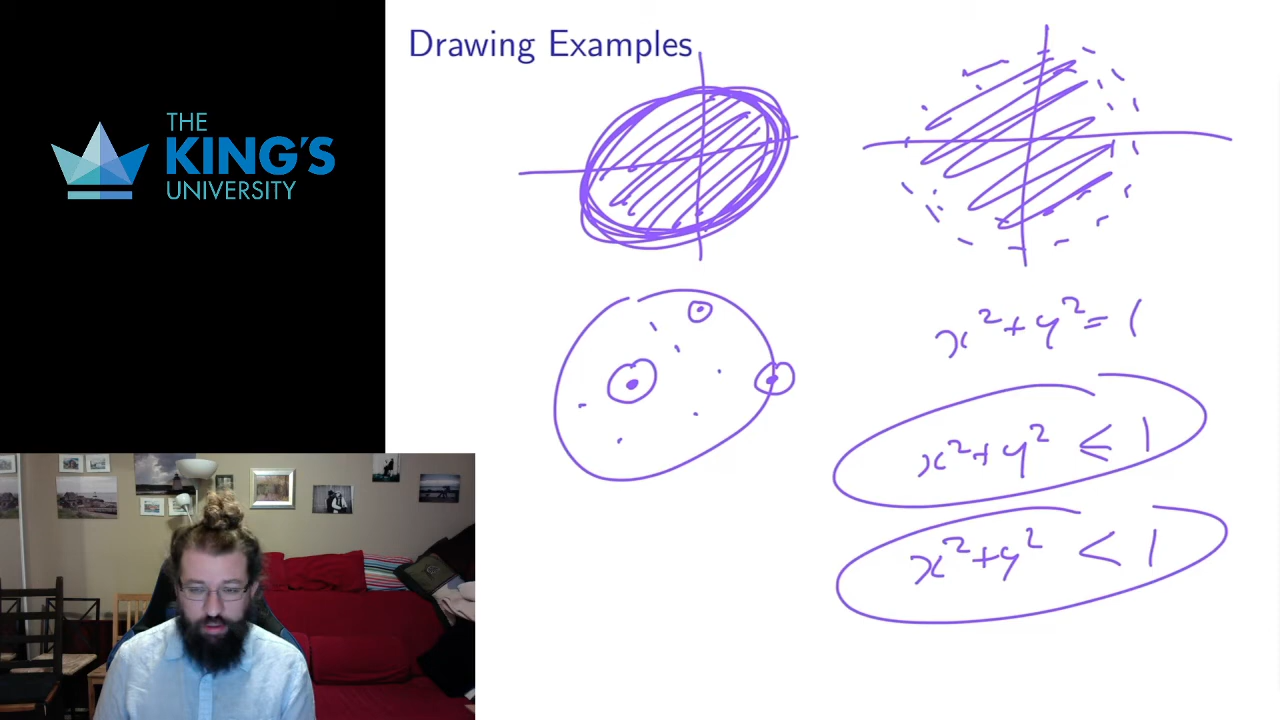 THE
KING'S
UNIVERSITY
Drawing Examples
x²+y²=1
x²+y² ≤ 1
x²+y² < 1